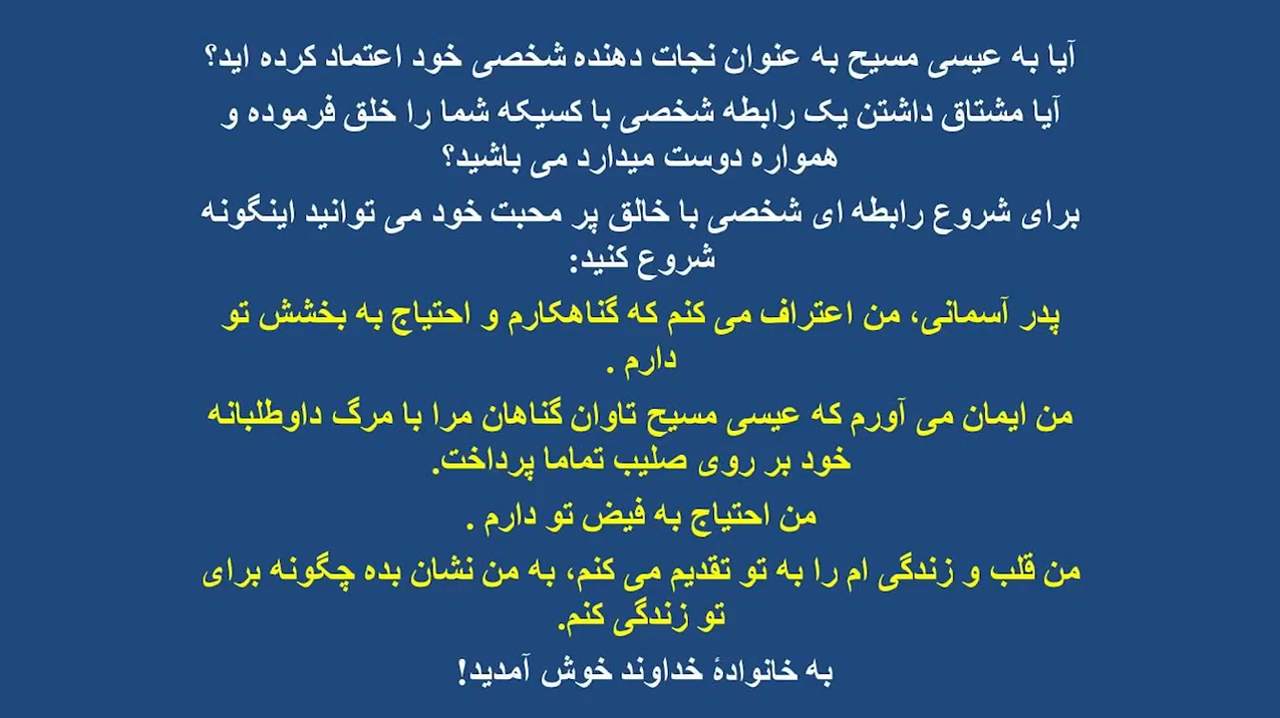 آیا به عیسی مسیح به عنوان نجات دهنده شخصی خود اعتماد کرده اید؟
آیا مشتاق داشتن یک رابطه شخصی با کسیکه شما را خلق فرموده و
همواره دوست میدارد می باشید؟
برای شروع رابطه ای شخصی با خالق پر محبت خود می توانید اینگونه
شروع کنید:
پدر آسمانی، من اعتراف می کنم که گناهکارم و احتیاج به بخشش تو
دارم .
من ایمان می آورم که عیسی مسیح تاوان گناهان مرا با مرگ داوطلبانه
خود بر روی صلیب تماما پرداخت.
من احتیاج به فیض تو دارم .
من قلب و زندگی ام را به تو تقدیم می کنم، به من نشان بده چگونه برای
تو زندگی کنم.
به خانوادهٔ خداوند خوش آمدید!